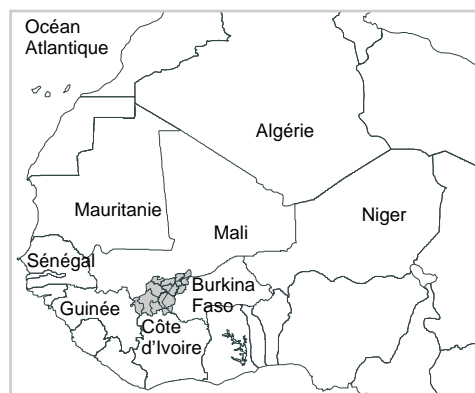 Océan
Atlantique
Algérie
Mauritanie
Mali
Niger
Sénégal
Burkina
Faso
Guinée
Côte
d'Ivoire